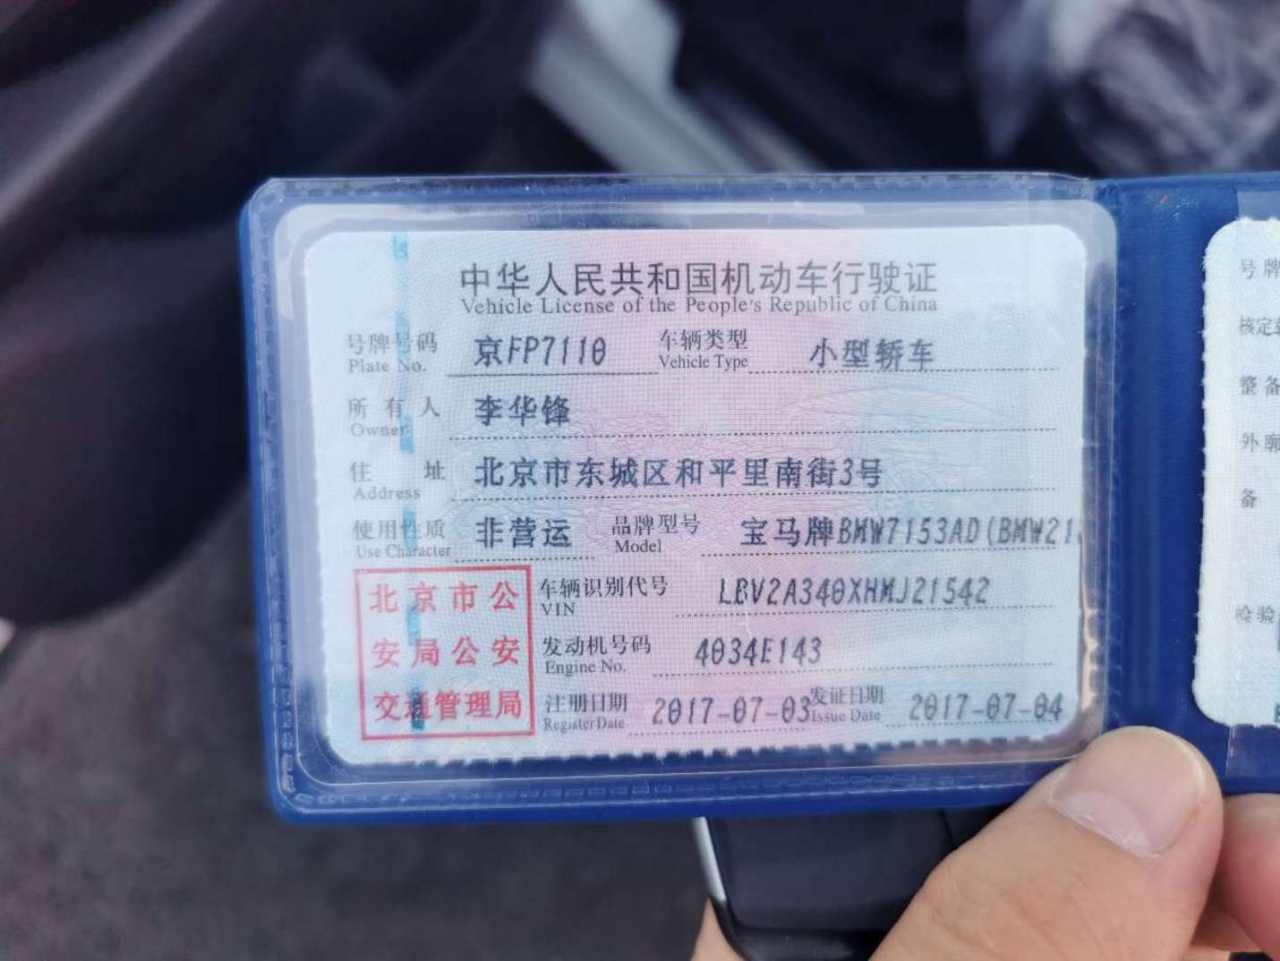 中华人民共和国机动车行驶证
Vehicle License of the People's Republic of China
号牌号码 京FP7110 车辆类型 小型轿车
Plate No. Vehicle Type
所有人 李华锋
Owner
住址 北京市东城区和平里南街3号
Address
使用性质 非营运 品牌型号 宝马牌BMW7153AD(BMW21
Use Character Model
北京市公
安局公安
交通管理局
车辆识别代号 LBV2A340XHMJ21542
VIN
发动机号码 4034E143
Engine No.
注册日期 2017-07-03 发证日期 2017-07-04
Register Date Issue Date
号牌
核定
整备
外廓
备
检验